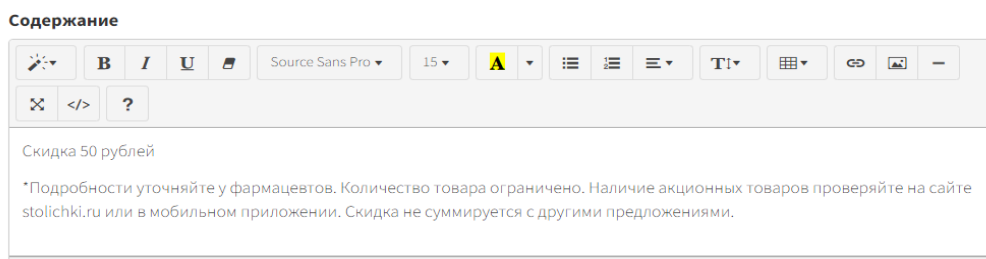 Содержание
B I U Source Sans Pro 15 A T
</> ?
Скидка 50 рублей
*Подробности уточняйте у фармацевтов. Количество товара ограничено. Наличие акционных товаров проверяйте на сайте
stolichki.ru или в мобильном приложении. Скидка не суммируется с другими предложениями.